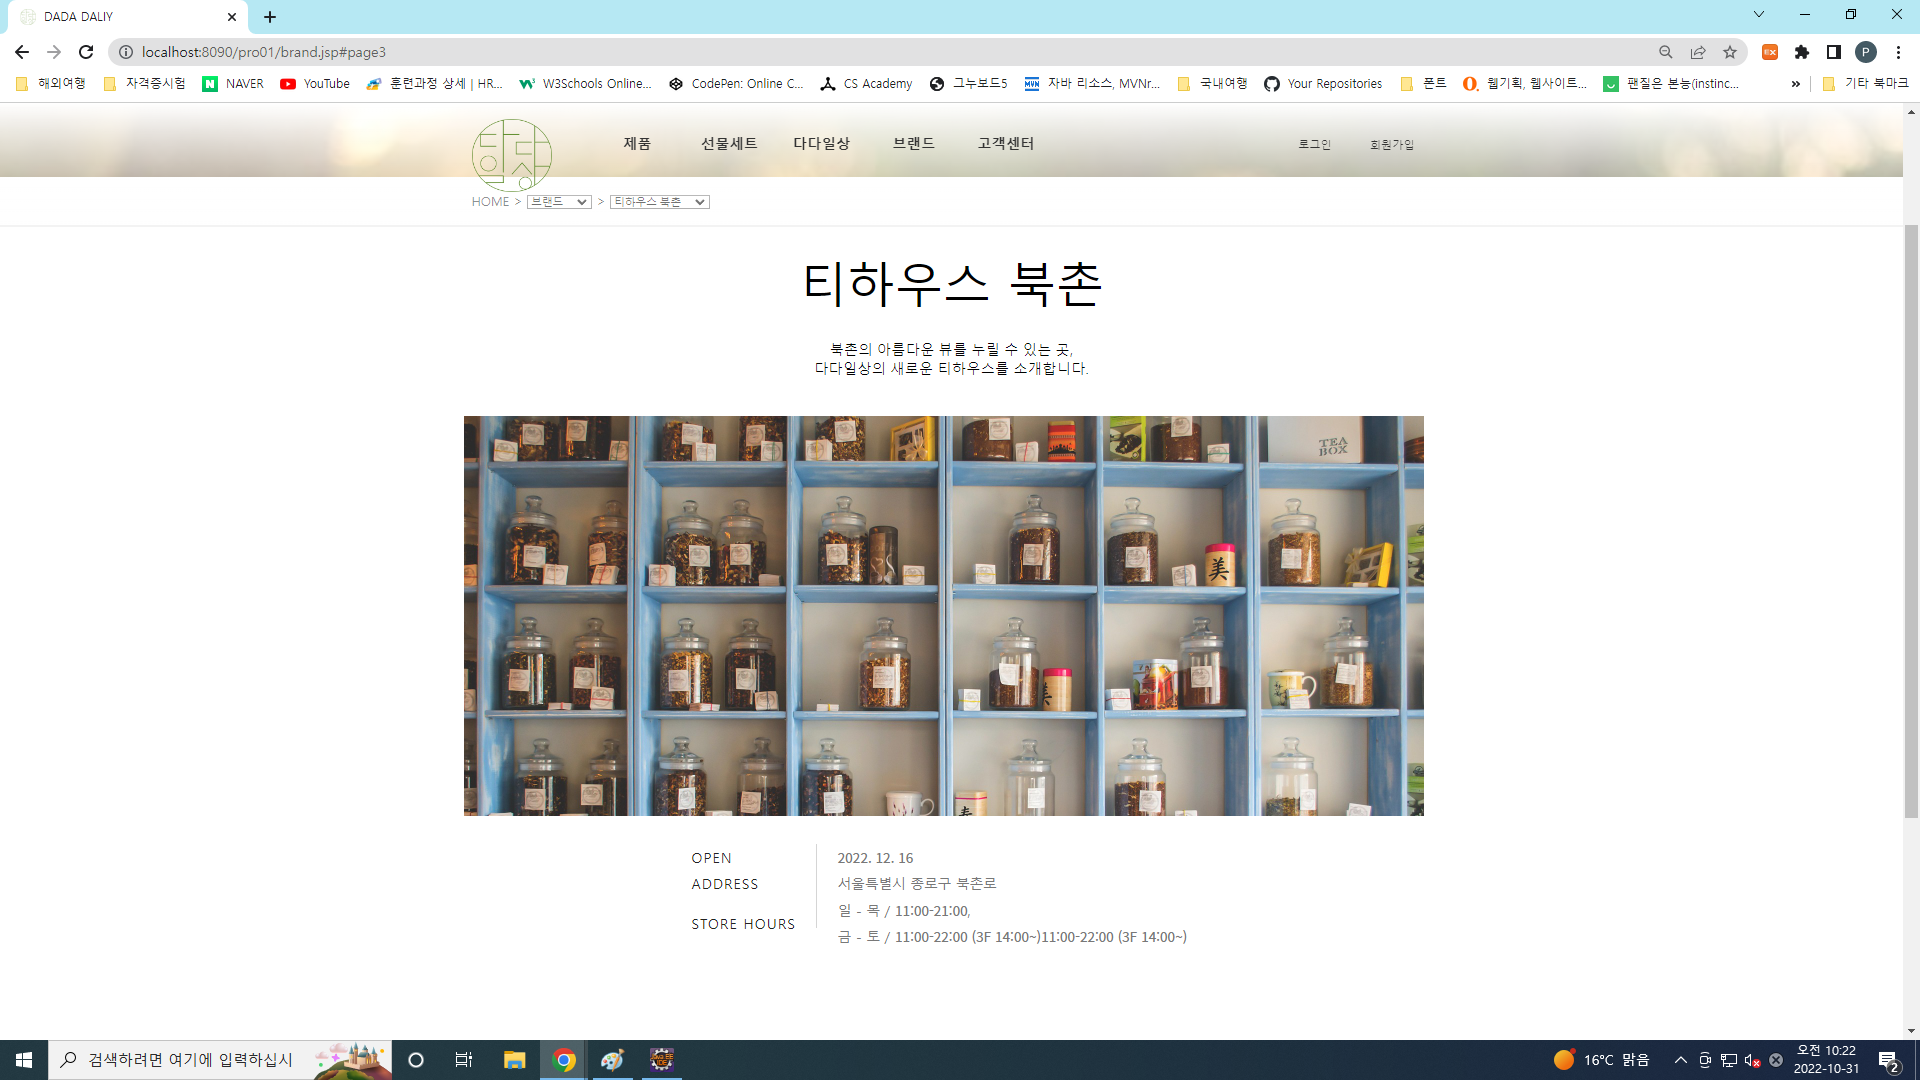 DADA DALIY
localhost:8090/pro01/brand.jsp#page3
P
해외여행 자격증시험 NAVER YouTube 훈련과정 상세 | HR... W3Schools Online... CodePen: Online C... CS Academy 그누보드5 자바 리소스, MVNr... 국내여행 Your Repositories 폰트 웹기획, 웹사이트... 팬질은 본능(instinc... » 기타 북마크
제품 선물세트 다다일상 브랜드 고객센터 로그인 회원가입
HOME > 브랜드 > 티하우스 북촌
티하우스 북촌
북촌의 아름다운 뷰를 누릴 수 있는 곳,
다다일상의 새로운 티하우스를 소개합니다.
TEA
BOX
美
OPEN 2022. 12. 16
ADDRESS 서울특별시 종로구 북촌로
STORE HOURS 일 - 목 / 11:00-21:00,
금 - 토 / 11:00-22:00 (3F 14:00~)11:00-22:00 (3F 14:00~)
검색하려면 여기에 입력하십시
16°C 맑음
오전 10:22
2022-10-31
2